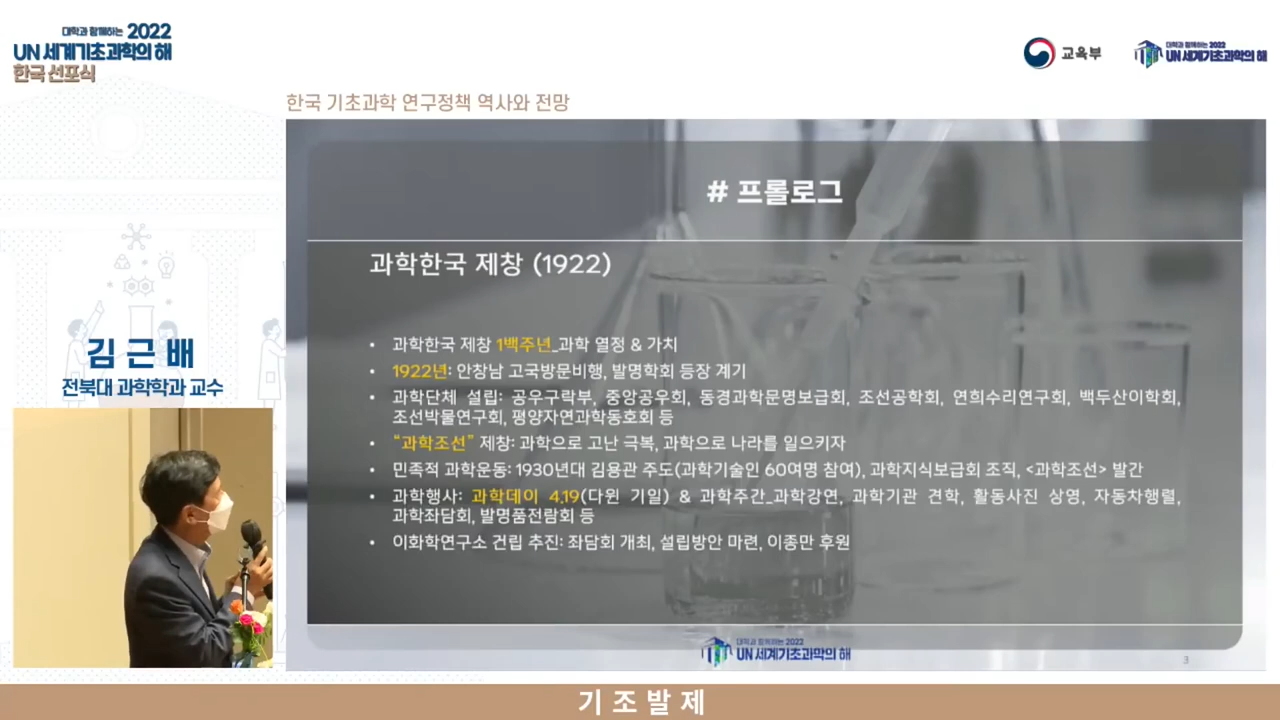 대학과 함께하는 2022
UN 세계기초과학의 해
한국 선포식
교육부
대학과 함께하는 2022
UN 세계기초과학의 해
한국 기초과학 연구정책 역사와 전망
# 프롤로그
과학한국 제창 (1922)
• 과학한국 제창 1백주년_과학 열정 & 가치
• 1922년: 안창남 고국방문비행, 발명학회 등장 계기
• 과학단체 설립: 공우구락부, 중앙공우회, 동경과학문명보급회, 조선공학회, 연희수리연구회, 백두산이학회,
조선박물연구회, 평양자연과학동호회 등
• “과학조선” 제창: 과학으로 고난 극복, 과학으로 나라를 일으키자
• 민족적 과학운동: 1930년대 김용관 주도(과학기술인 60여명 참여), 과학지식보급회 조직, <과학조선> 발간
• 과학행사: 과학데이 4.19(다윈 기일) & 과학주간_과학강연, 과학기관 견학, 활동사진 상영, 자동차행렬,
과학좌담회, 발명품전람회 등
• 이화학연구소 건립 추진: 좌담회 개최, 설립방안 마련, 이종만 후원
김근배
전북대 과학학과 교수
대학과 함께하는 2022
UN 세계기초과학의 해
3
기조발제